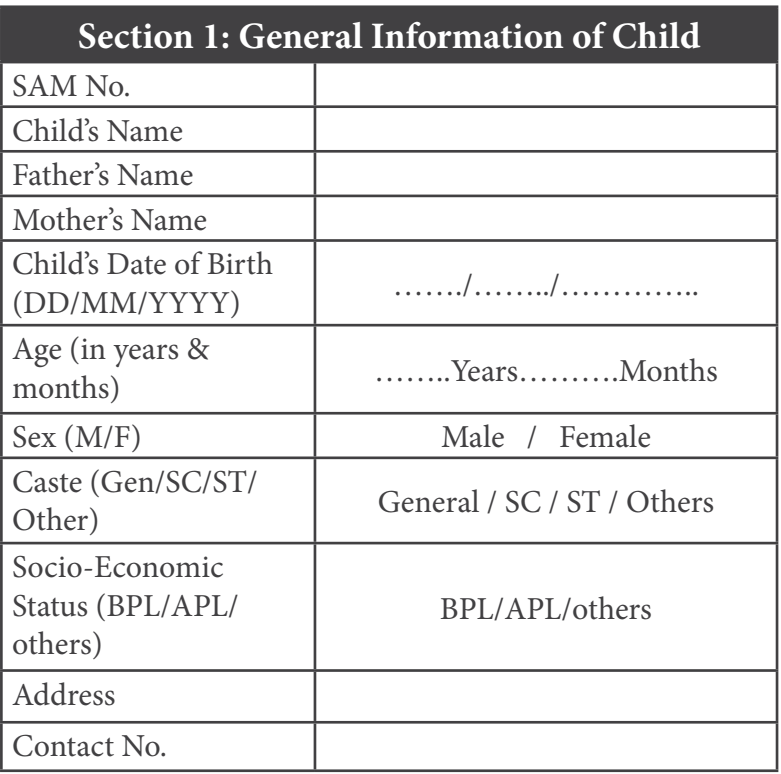 Section 1: General Information of Child
SAM No.
Child’s Name
Father’s Name
Mother’s Name
Child’s Date of Birth
(DD/MM/YYYY)
……./……../…………..
Age (in years &
months)
……..Years……….Months
Sex (M/F)
Male / Female
Caste (Gen/SC/ST/
Other)
General / SC / ST / Others
Socio-Economic
Status (BPL/APL/
others)
BPL/APL/others
Address
Contact No.